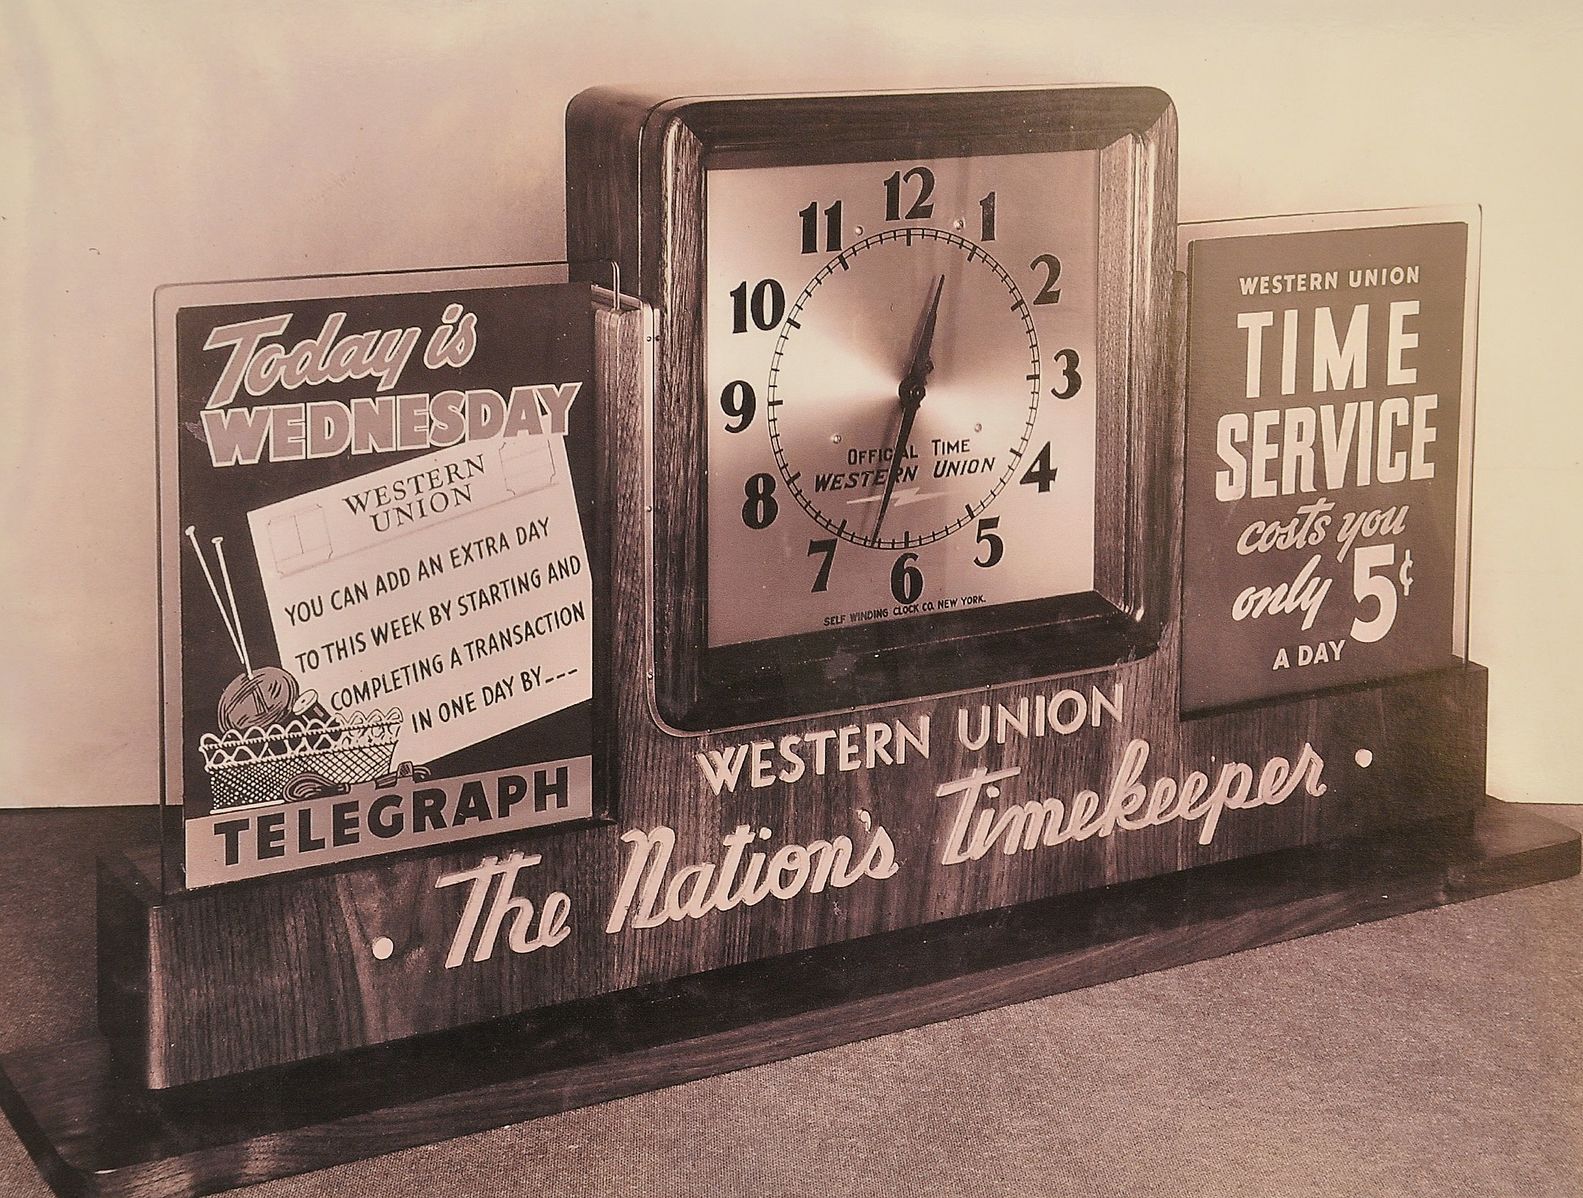 Today is
WEDNESDAY
WESTERN
UNION
YOU CAN ADD AN EXTRA DAY
TO THIS WEEK BY STARTING AND
COMPLETING A TRANSACTION
IN ONE DAY BY---
TELEGRAPH
12
1
2
3
4
5
6
7
8
9
10
11
OFFICIAL TIME
WESTERN UNION
SELF WINDING CLOCK CO. NEW YORK.
WESTERN UNION
TIME
SERVICE
costs you
only 5¢
A DAY
WESTERN UNION
• The Nation's Timekeeper •